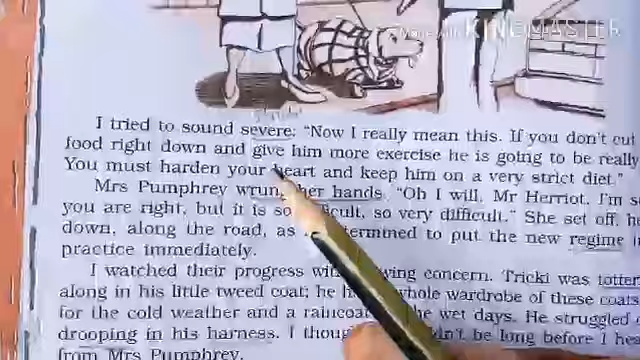 Made with KINEMASTER
I tried to sound severe: "Now I really mean this. If you don't cut
food right down and give him more exercise he is going to be really
You must harden your heart and keep him on a very strict diet."
Mrs Pumphrey wrung her hands. "Oh I will, Mr Herriot. I'm s
you are right, but it is so difficult, so very difficult." She set off, he
down, along the road, as determined to put the new regime in
practice immediately.
I watched their progress with growing concern. Tricki was totter
along in his little tweed coat; he had whole wardrobe of these coats
for the cold weather and a raincoat the wet days. He struggled o
drooping in his harness. I thought n't be long before I hea
from Mrs Pumphrey.